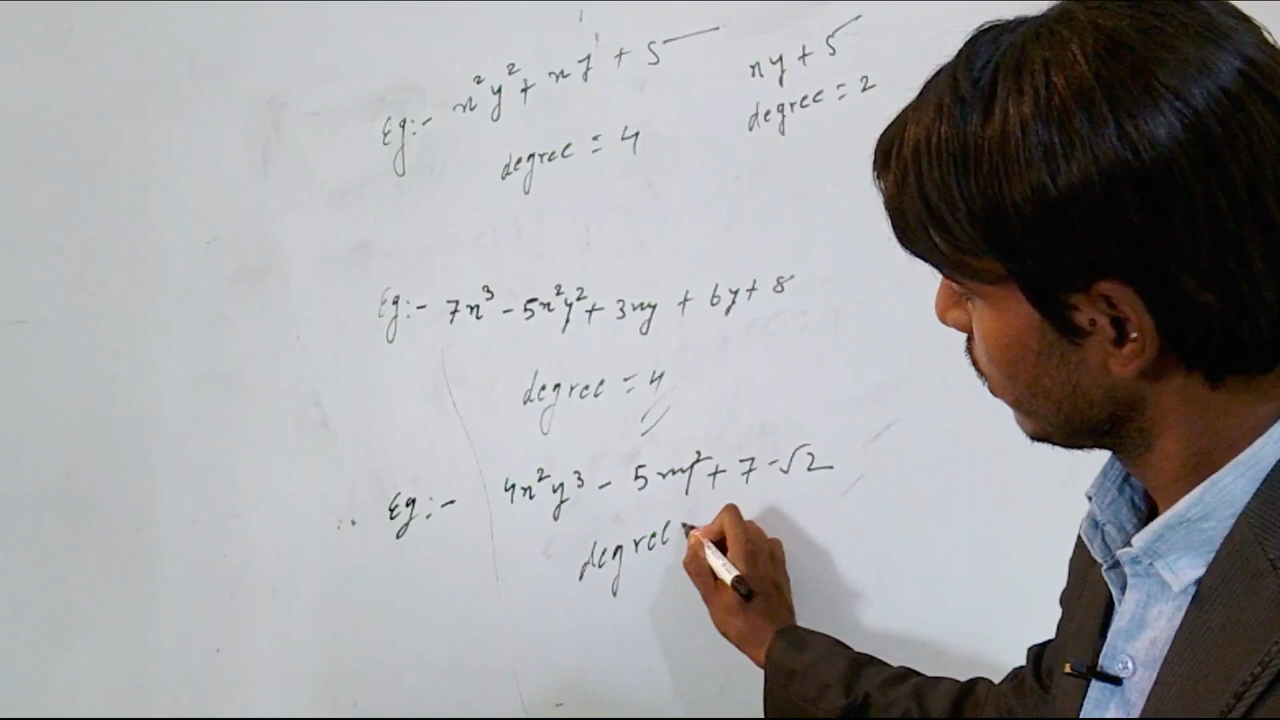 Eg:- x²y² + xy + 5
degree = 4
xy + 5
degree = 2
Eg:- 7x³ - 5x²y² + 3xy + 6y + 8
degree = 4
Eg:- 4x²y³ - 5xy² + 7 - √2
degree